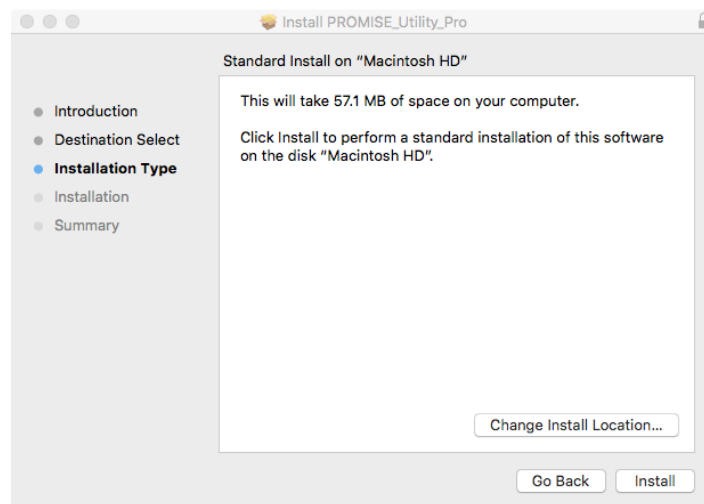 Install PROMISE_Utility_Pro
Standard Install on “Macintosh HD”
Introduction
Destination Select
Installation Type
Installation
Summary
This will take 57.1 MB of space on your computer.
Click Install to perform a standard installation of this software
on the disk “Macintosh HD”.
Change Install Location...
Go Back
Install